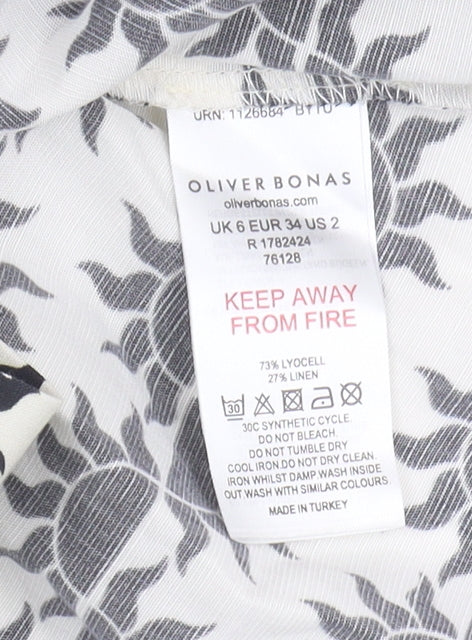 URN: 1126684 BTTO
OLIVER BONAS
oliverbonas.com
UK 6 EUR 34 US 2
R 1782424
76128
KEEP AWAY
FROM FIRE
73% LYOCELL
27% LINEN
30
30C SYNTHETIC CYCLE.
DO NOT BLEACH.
DO NOT TUMBLE DRY
COOL IRON.DO NOT DRY CLEAN.
IRON WHILST DAMP.WASH INSIDE
OUT WASH WITH SIMILAR COLOURS
MADE IN TURKEY